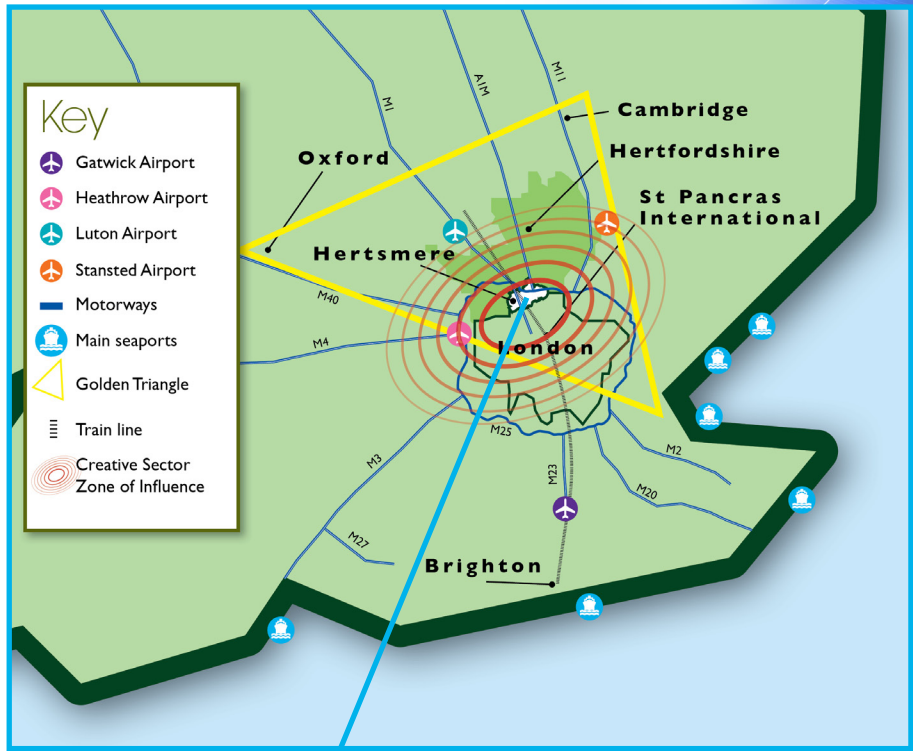 Key
Gatwick Airport
Heathrow Airport
Luton Airport
Stansted Airport
Motorways
Main seaports
Golden Triangle
Train line
Creative Sector
Zone of Influence
M1
A1M
M11
Cambridge
Oxford
Hertfordshire
St Pancras
International
Hertsmere
M40
M4
London
M25
M3
M23
M2
M20
M27
Brighton